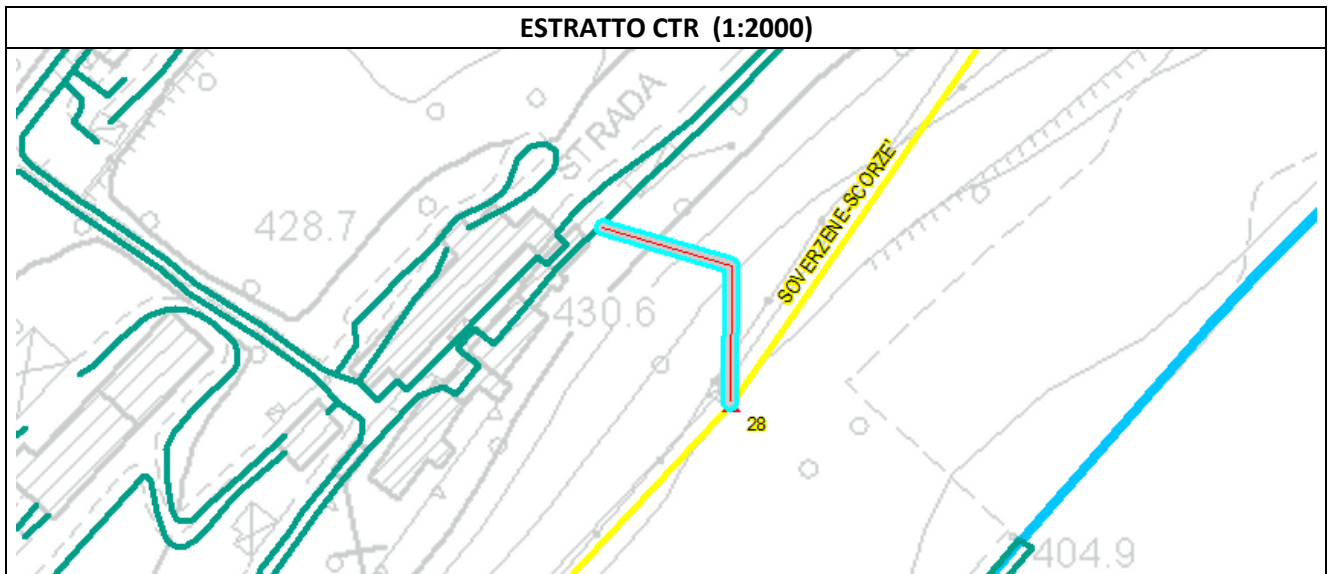 ESTRATTO CTR (1:2000)
STRADA
SOVERZENE-SCORZE'
428.7
430.6
28
404.9